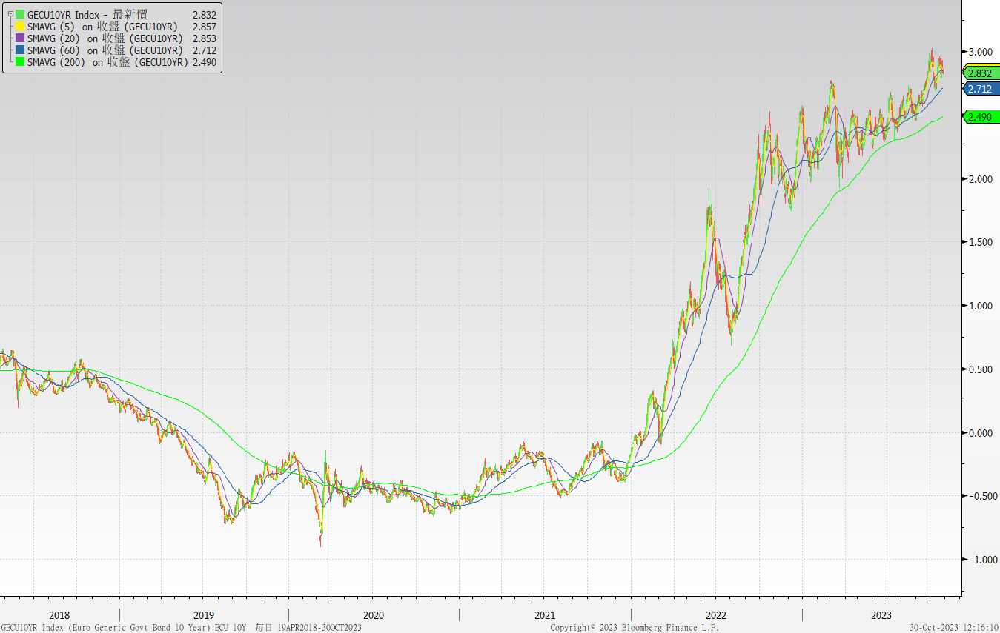 GECU10YR Index - 最新價 2.832
SMAVG (5) on 收盤 (GECU10YR) 2.857
SMAVG (20) on 收盤 (GECU10YR) 2.853
SMAVG (60) on 收盤 (GECU10YR) 2.712
SMAVG (200) on 收盤 (GECU10YR) 2.490
3.000
2.832
2.712
2.490
2.000
1.500
1.000
0.500
0.000
-0.500
-1.000
2018 2019 2020 2021 2022 2023
GECU10YR Index (Euro Generic Govt Bond 10 Year) ECU 10Y 每日 19APR2018-30OCT2023 Copyright© 2023 Bloomberg Finance L.P. 30-Oct-2023 12:16:10